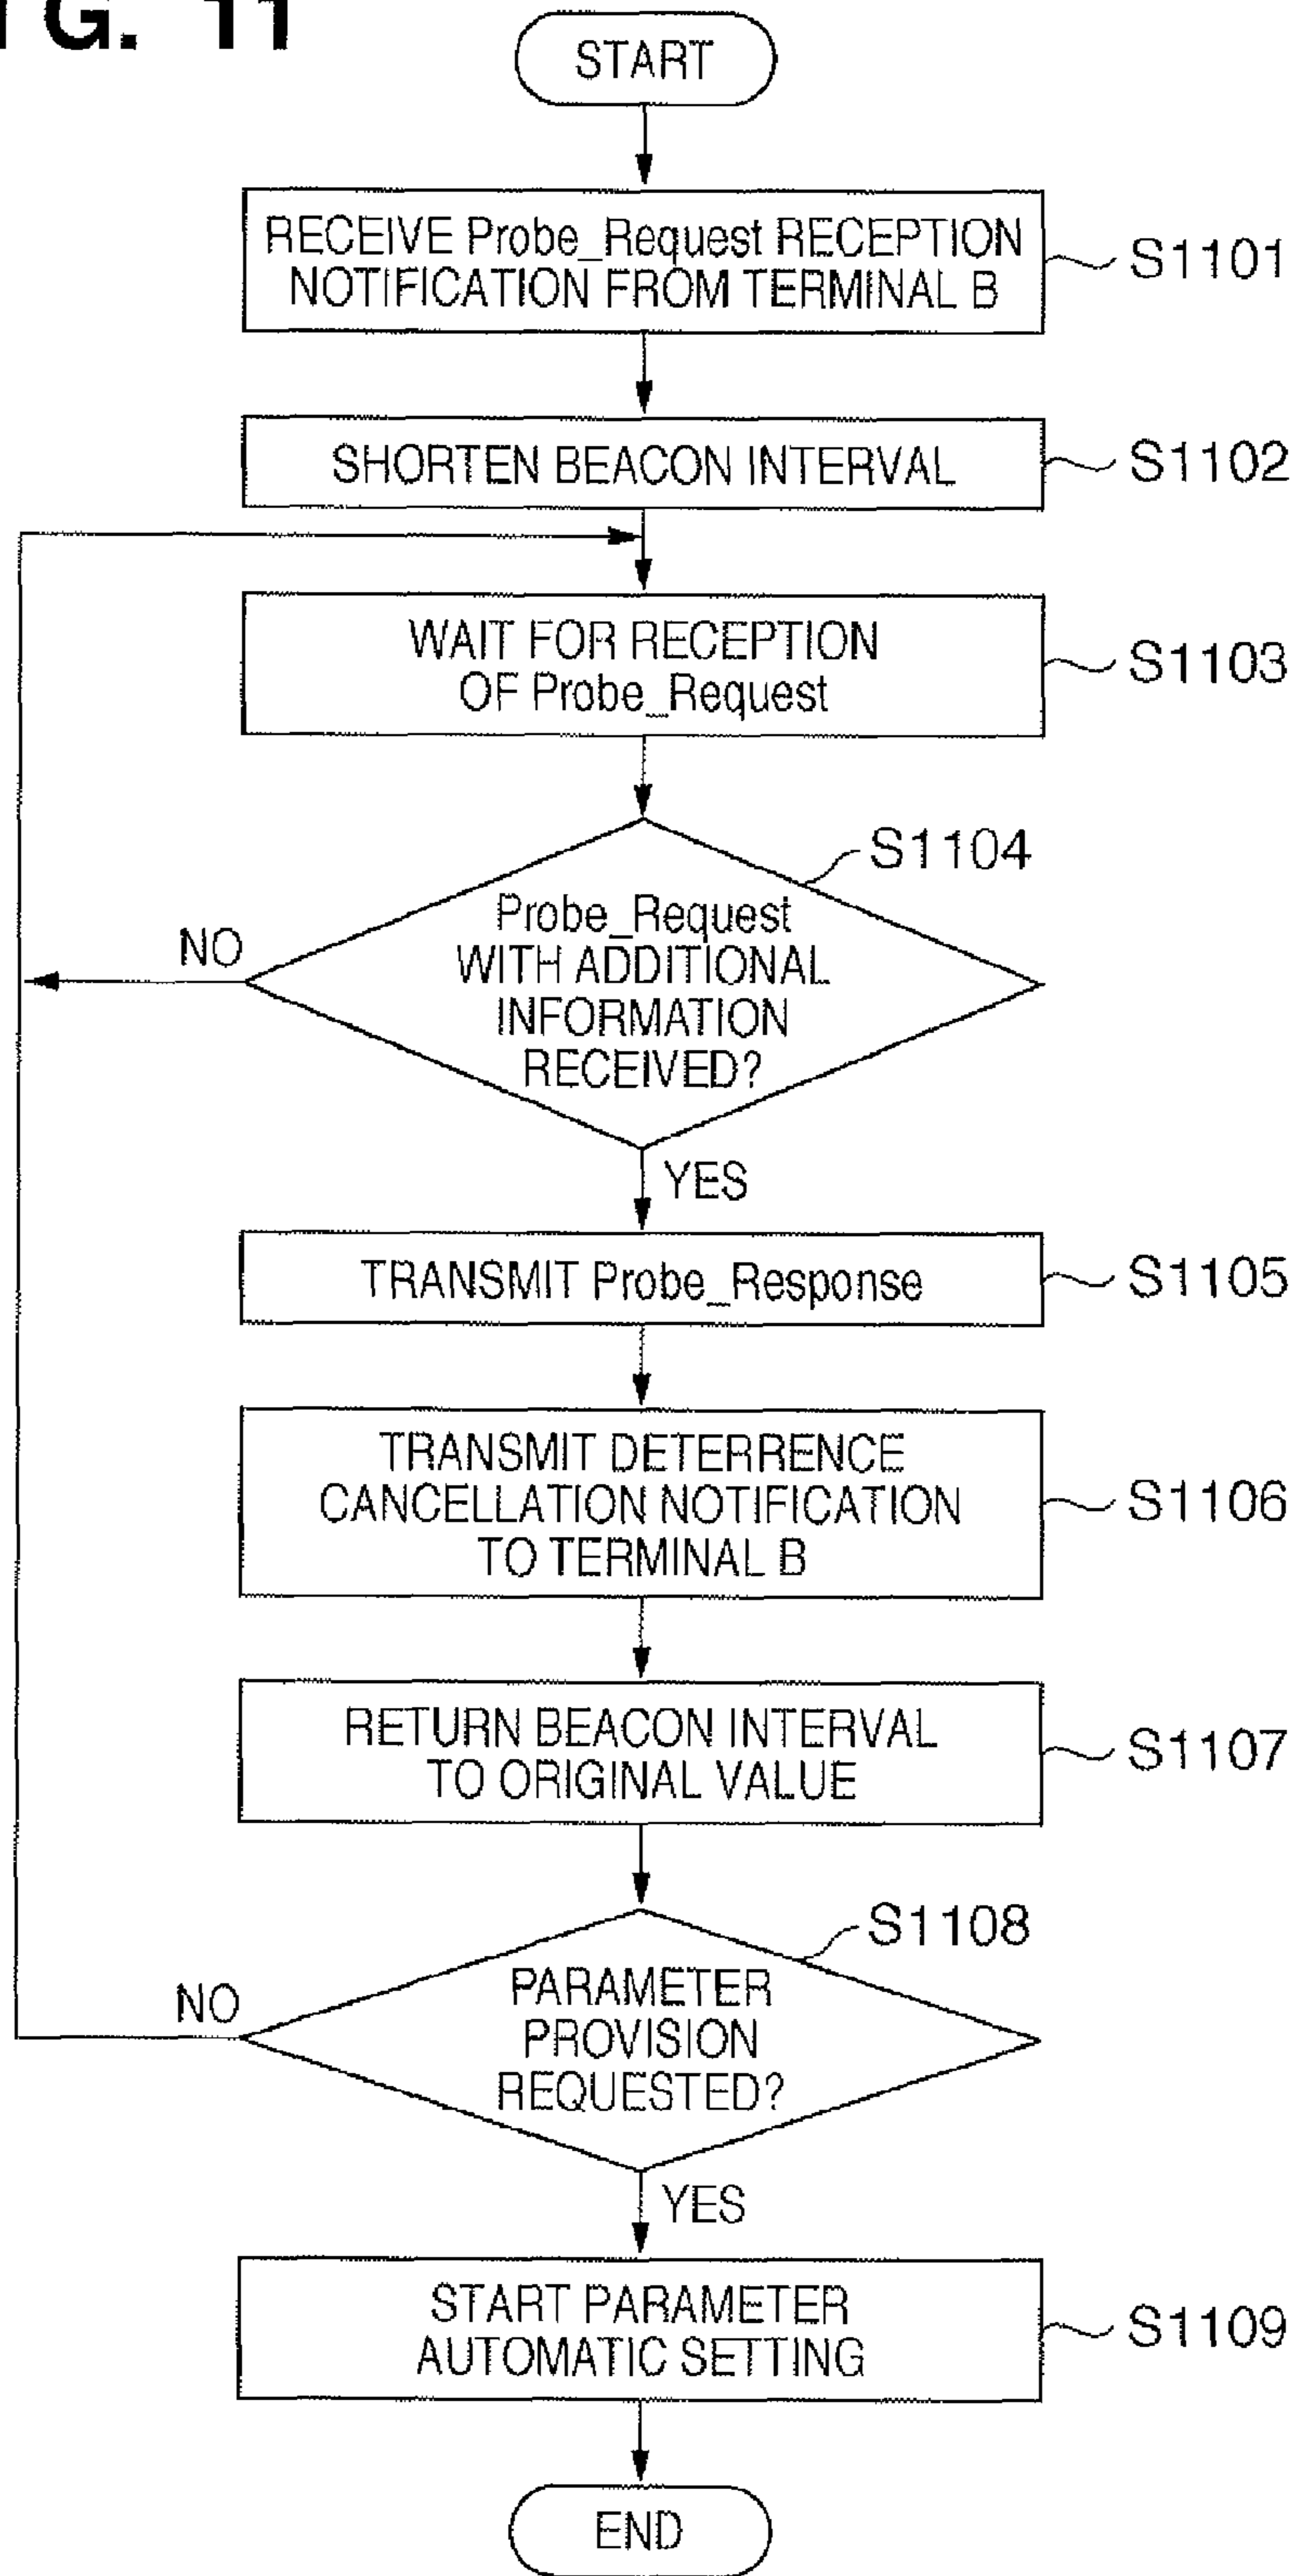 FIG. 11
START
RECEIVE Probe_Request RECEPTION
NOTIFICATION FROM TERMINAL B
S1101
SHORTEN BEACON INTERVAL
S1102
WAIT FOR RECEPTION
OF Probe_Request
S1103
S1104
Probe_Request
WITH ADDITIONAL
INFORMATION
RECEIVED?
NO
YES
TRANSMIT Probe_Response
S1105
TRANSMIT DETERRENCE
CANCELLATION NOTIFICATION
TO TERMINAL B
S1106
RETURN BEACON INTERVAL
TO ORIGINAL VALUE
S1107
S1108
PARAMETER
PROVISION
REQUESTED?
NO
YES
START PARAMETER
AUTOMATIC SETTING
S1109
END